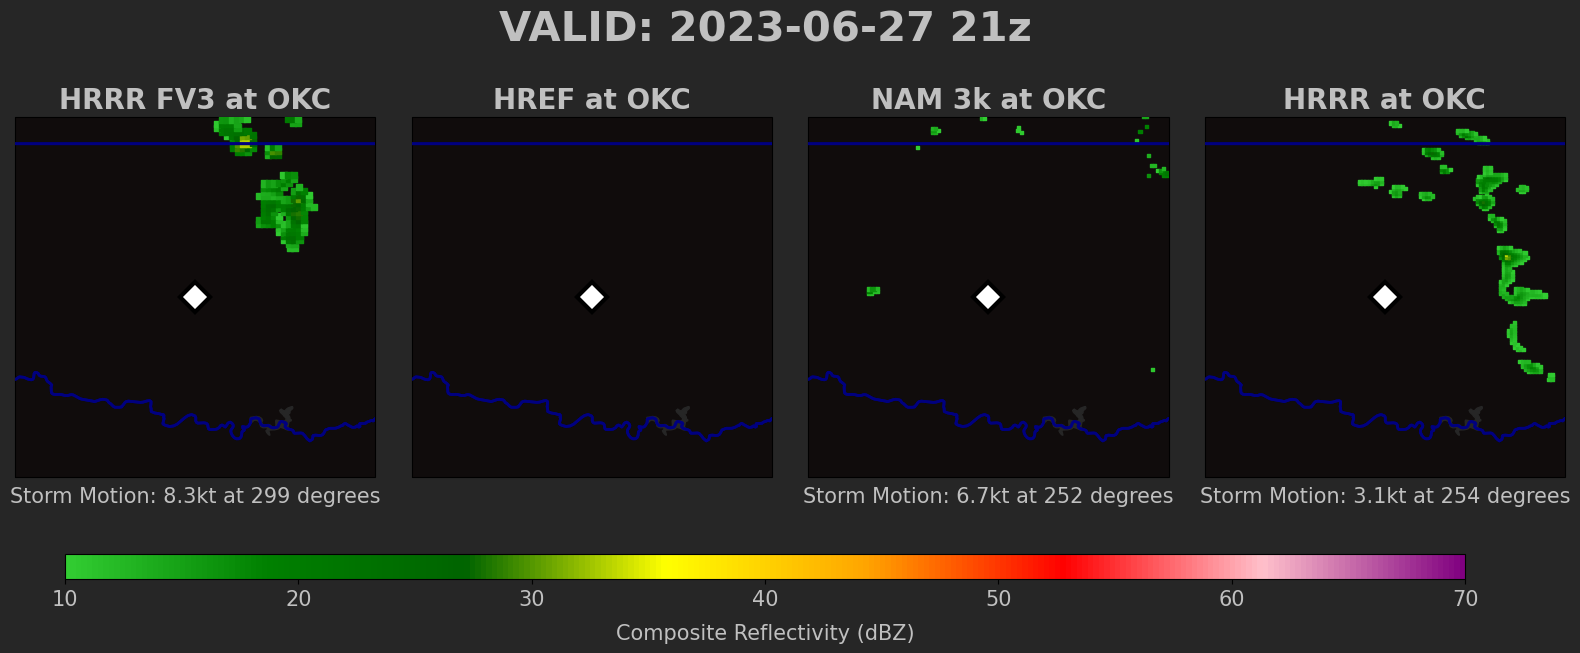 VALID: 2023-06-27 21z
HRRR FV3 at OKC
HREF at OKC
NAM 3k at OKC
HRRR at OKC
Storm Motion: 8.3kt at 299 degrees
Storm Motion: 6.7kt at 252 degrees
Storm Motion: 3.1kt at 254 degrees
10 20 30 40 50 60 70
Composite Reflectivity (dBZ)